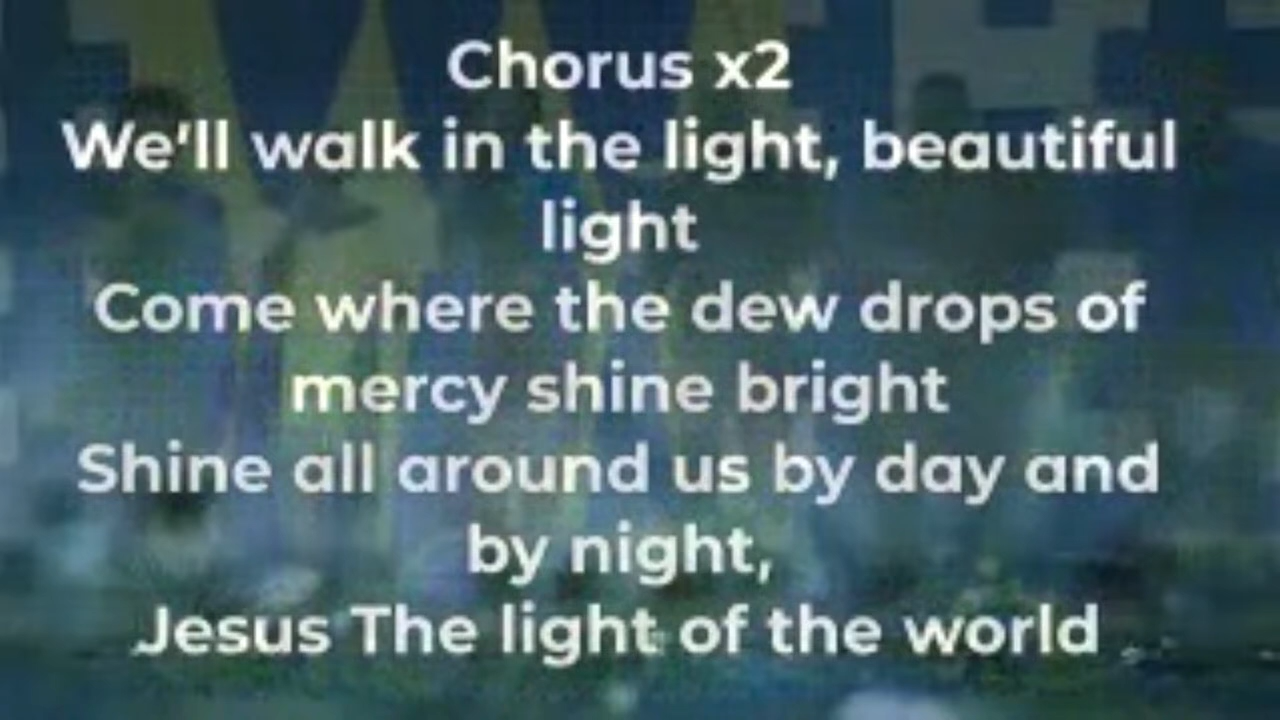 Chorus x2
We'll walk in the light, beautiful
light
Come where the dew drops of
mercy shine bright
Shine all around us by day and
by night,
Jesus The light of the world